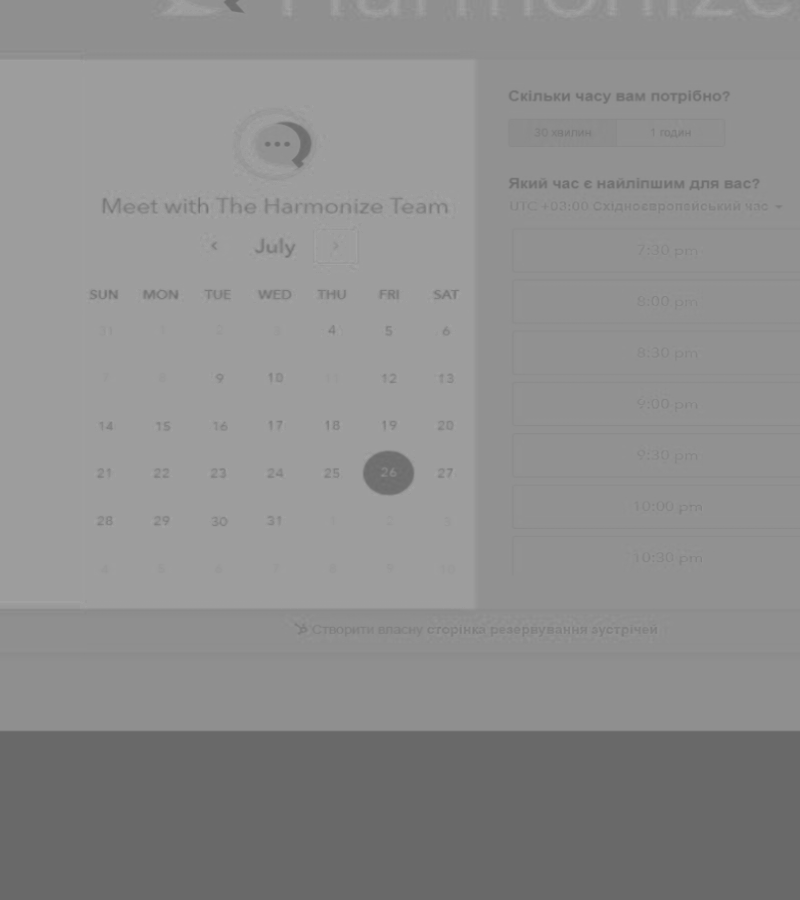 Harmonize
Meet with The Harmonize Team
July
SUN MON TUE WED THU FRI SAT
31 1 2 3 4 5 6
7 8 9 10 11 12 13
14 15 16 17 18 19 20
21 22 23 24 25 26 27
28 29 30 31 1 2 3
4 5 6 7 8 9 10
Скільки часу вам потрібно?
30 хвилин 1 годин
Який час є найліпшим для вас?
UTC +03:00 Східноєвропейський час
7:30 pm
8:00 pm
8:30 pm
9:00 pm
9:30 pm
10:00 pm
10:30 pm
Створити власну сторінка резервування зустрічей